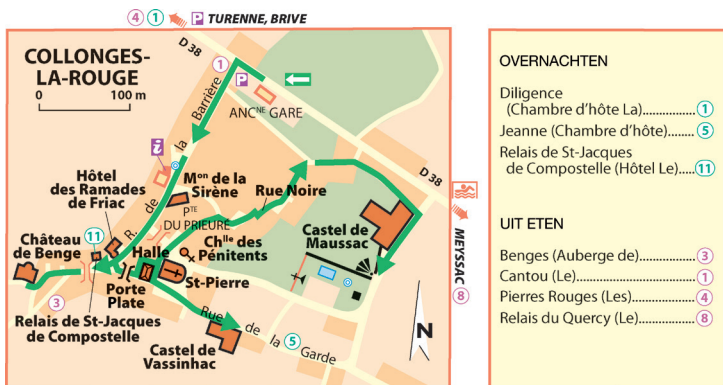 ④ ① P TURENNE, BRIVE
COLLONGES-
LA-ROUGE
0 100 m
D 38
①
P
ANCNE GARE
R. de la Barrière
i
Hôtel
des Ramades
de Friac
Mon de la
Sirène
PTE
DU PRIEURÉ
Rue Noire
D 38
MEYSSAC
⑧
Castel de
Maussac
Château
de Benge
⑪
Halle
Chlle des
Pénitents
St-Pierre
Porte
Plate
③
Relais de St-Jacques
de Compostelle
Rue de la Garde
⑤
Castel de
Vassinhac
N
OVERNACHTEN
Diligence
(Chambre d'hôte La)..................①
Jeanne (Chambre d'hôte)..........⑤
Relais de St-Jacques
de Compostelle (Hôtel Le)......⑪
UIT ETEN
Benges (Auberge de)..................③
Cantou (Le)....................................①
Pierres Rouges (Les)....................④
Relais du Quercy (Le)..................⑧